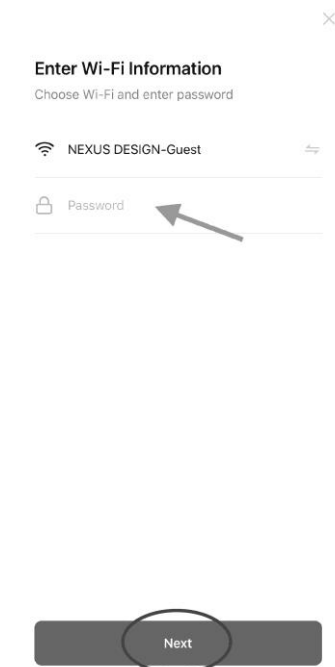 Enter Wi-Fi Information
Choose Wi-Fi and enter password
NEXUS DESIGN-Guest
Password
Next